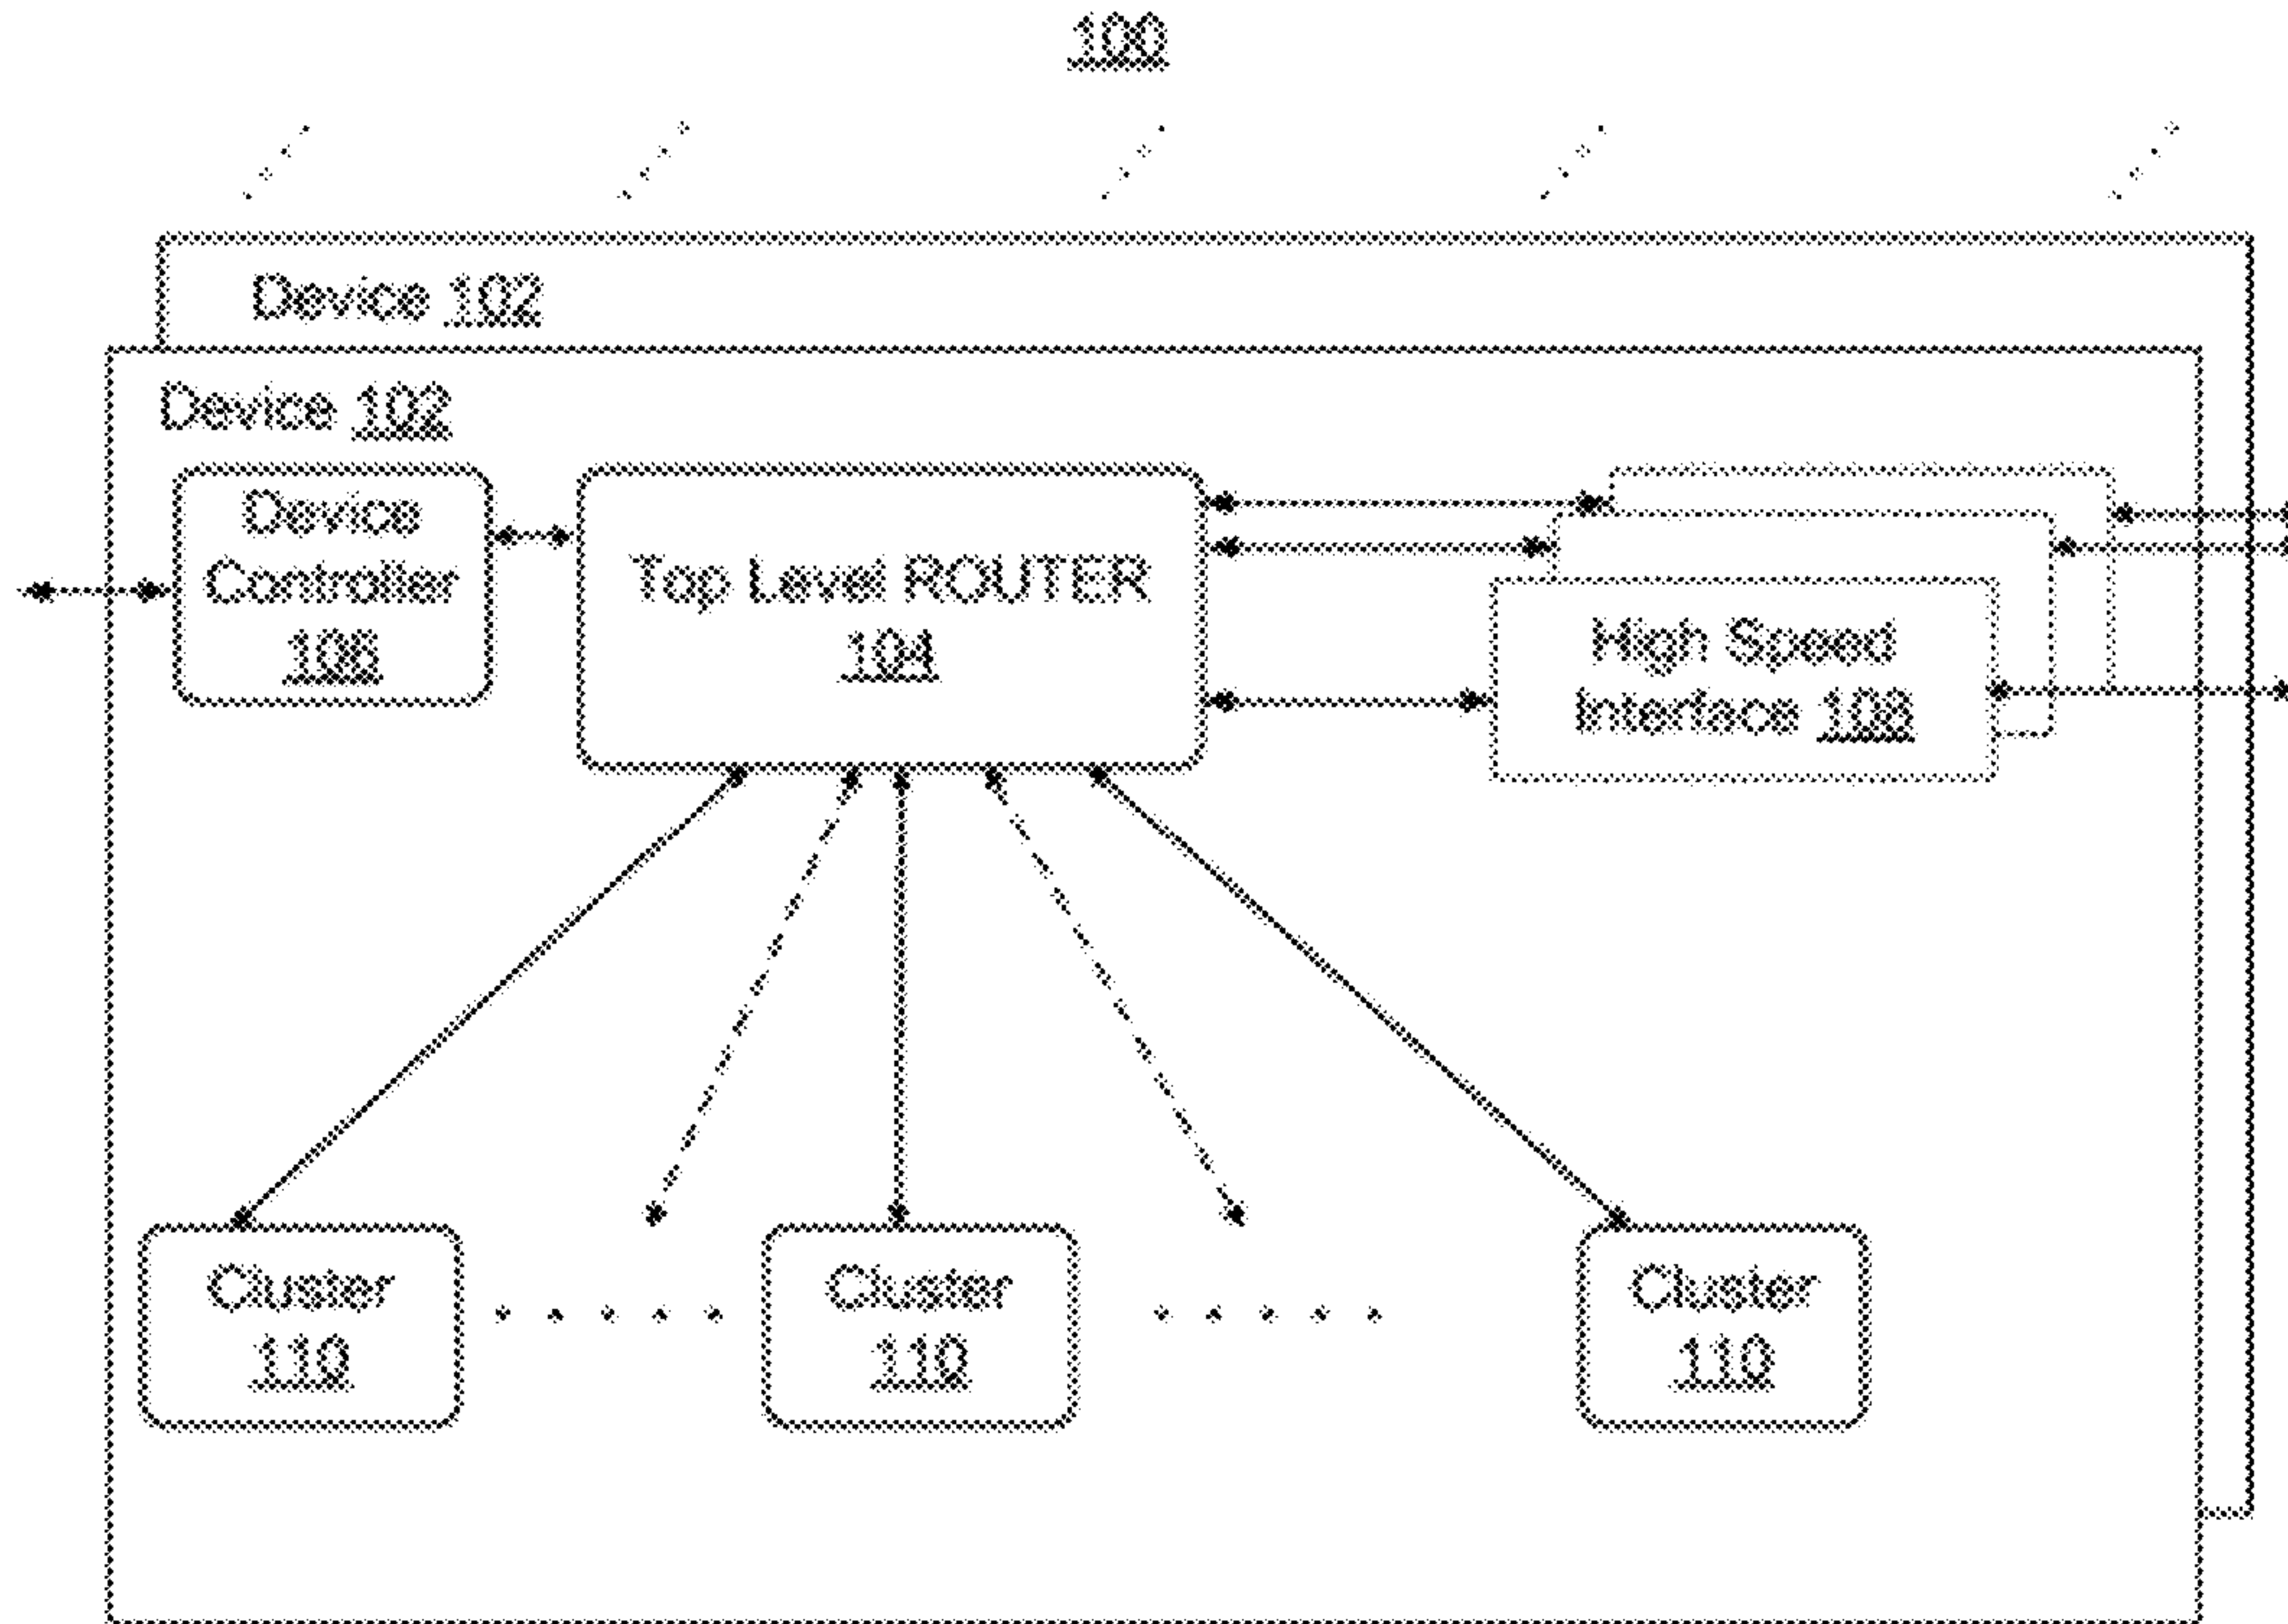 100
Device 102
Device 102
Device
Controller
106
Top Level ROUTER
104
High Speed
Interface 108
Cluster
110
Cluster
110
Cluster
110